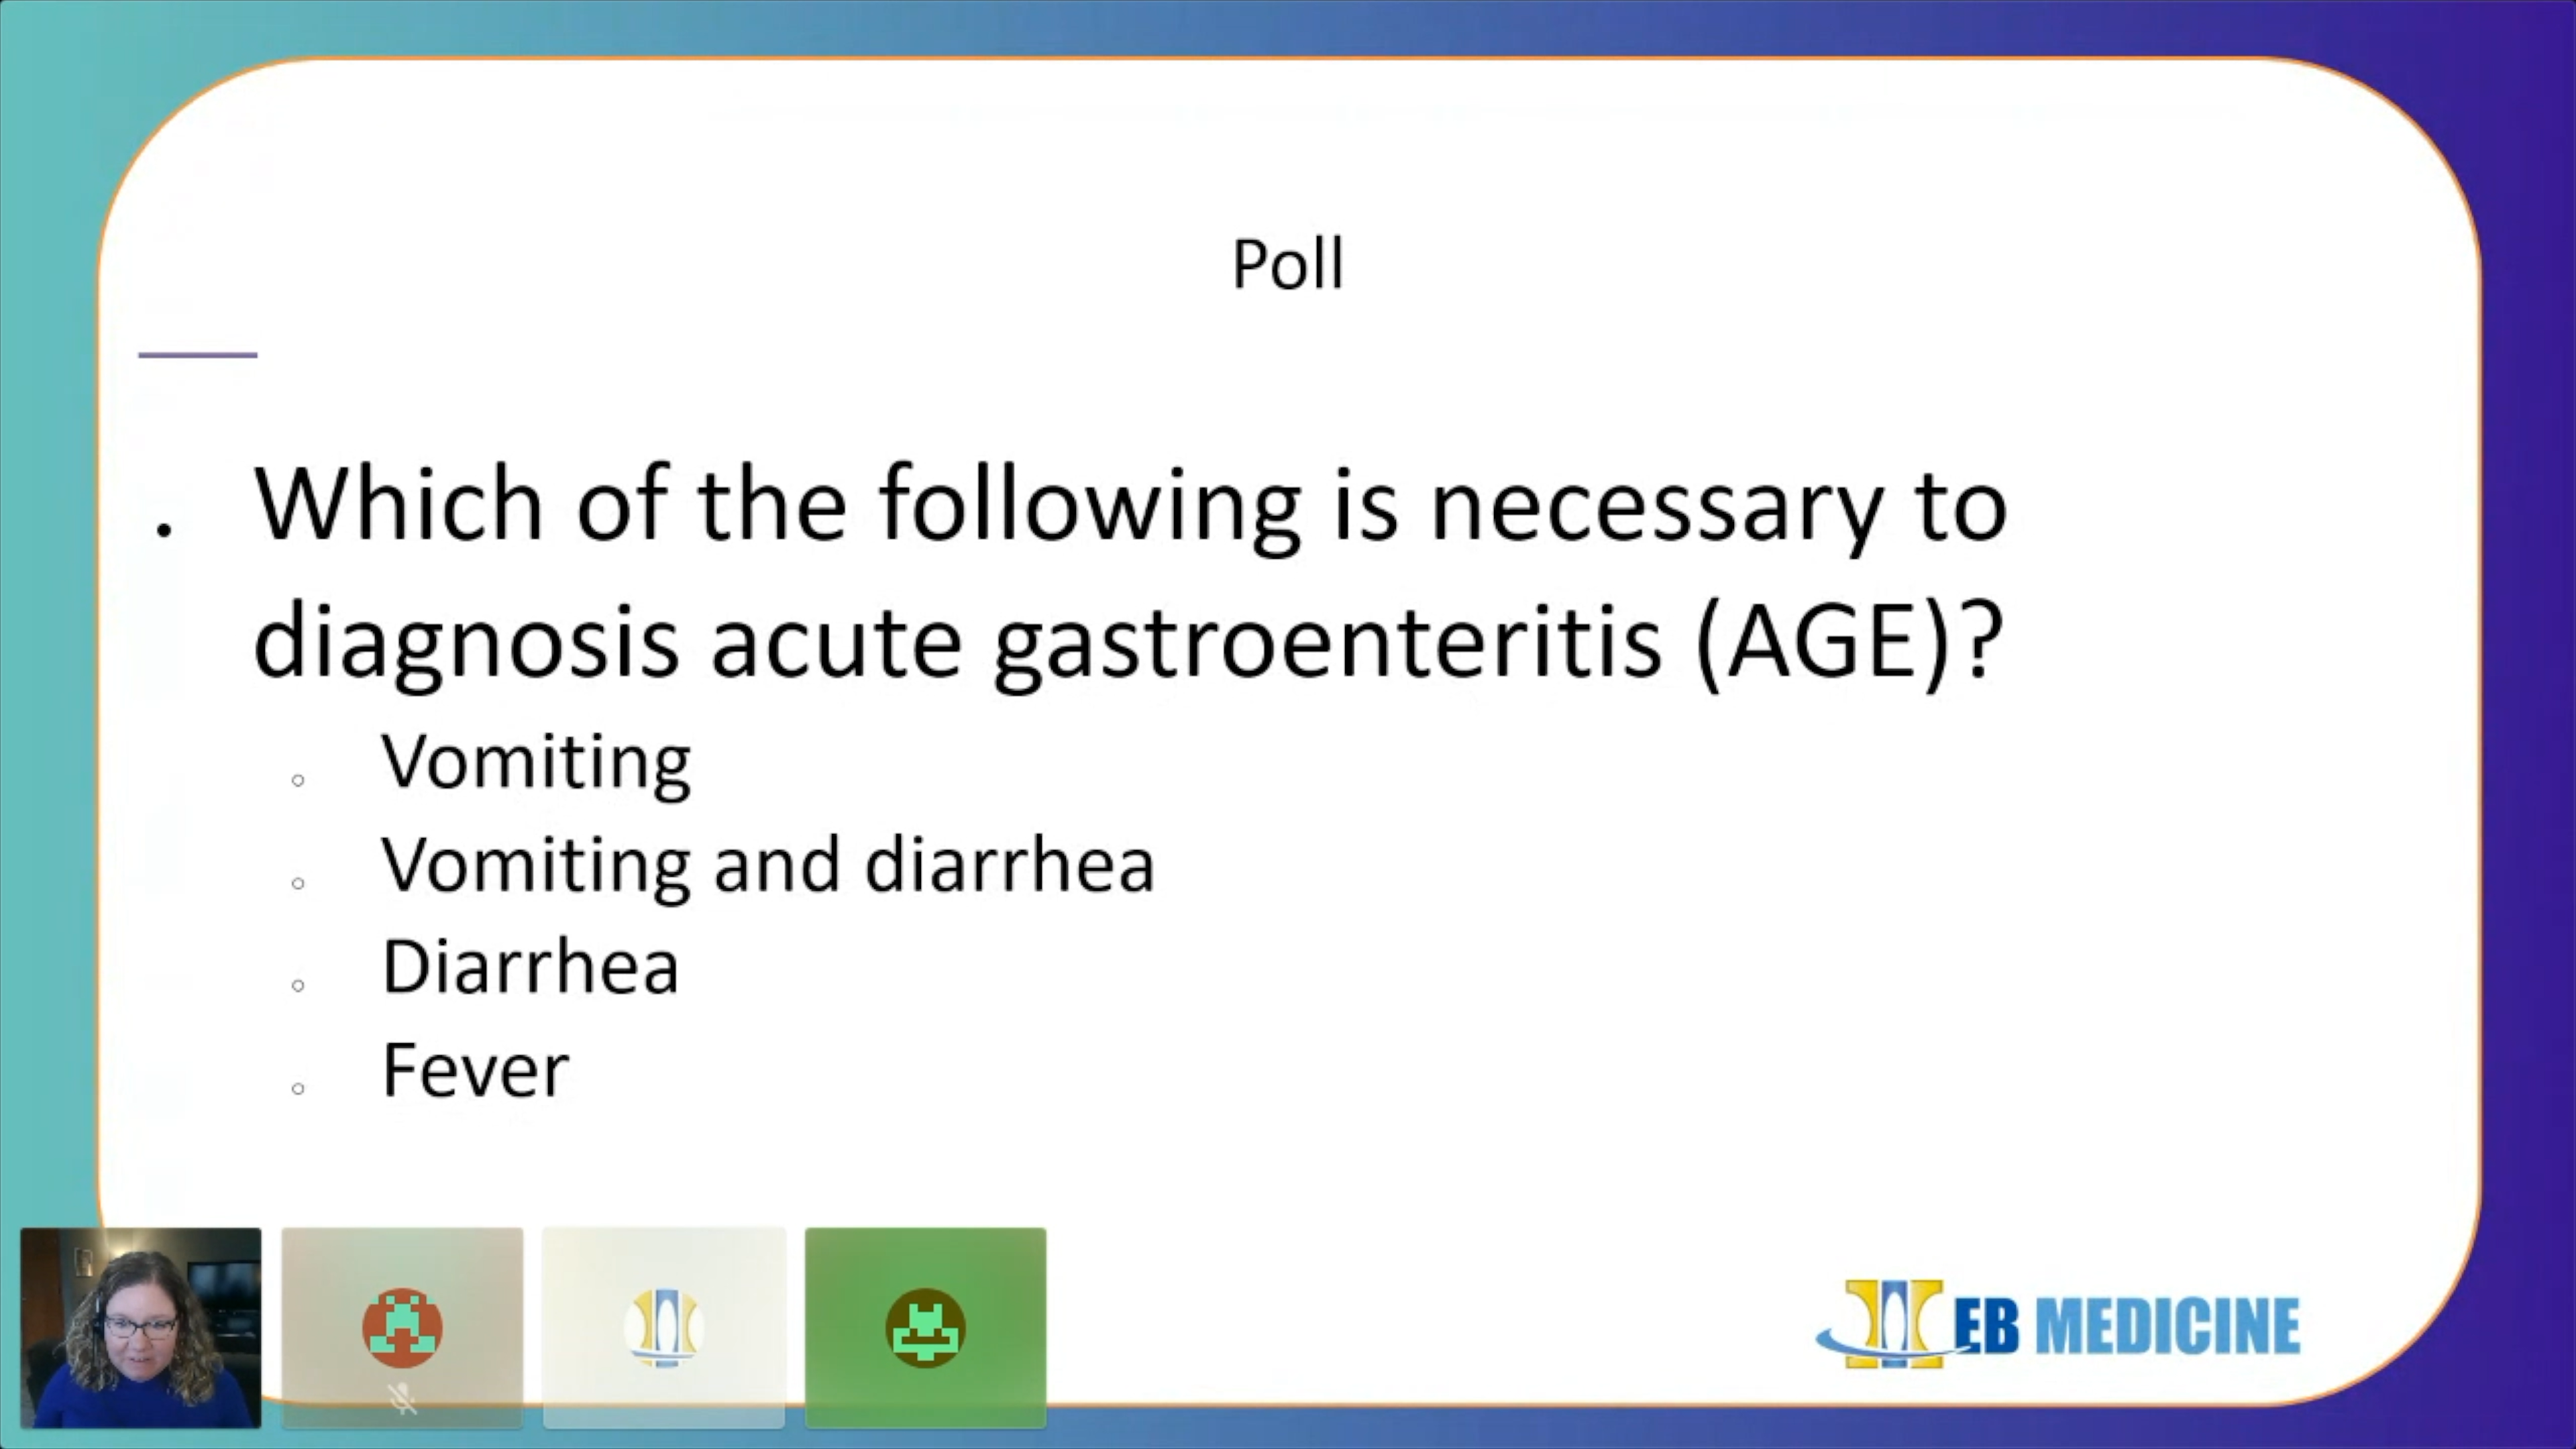 Poll
Which of the following is necessary to
diagnosis acute gastroenteritis (AGE)?
Vomiting
Vomiting and diarrhea
Diarrhea
Fever
EB MEDICINE